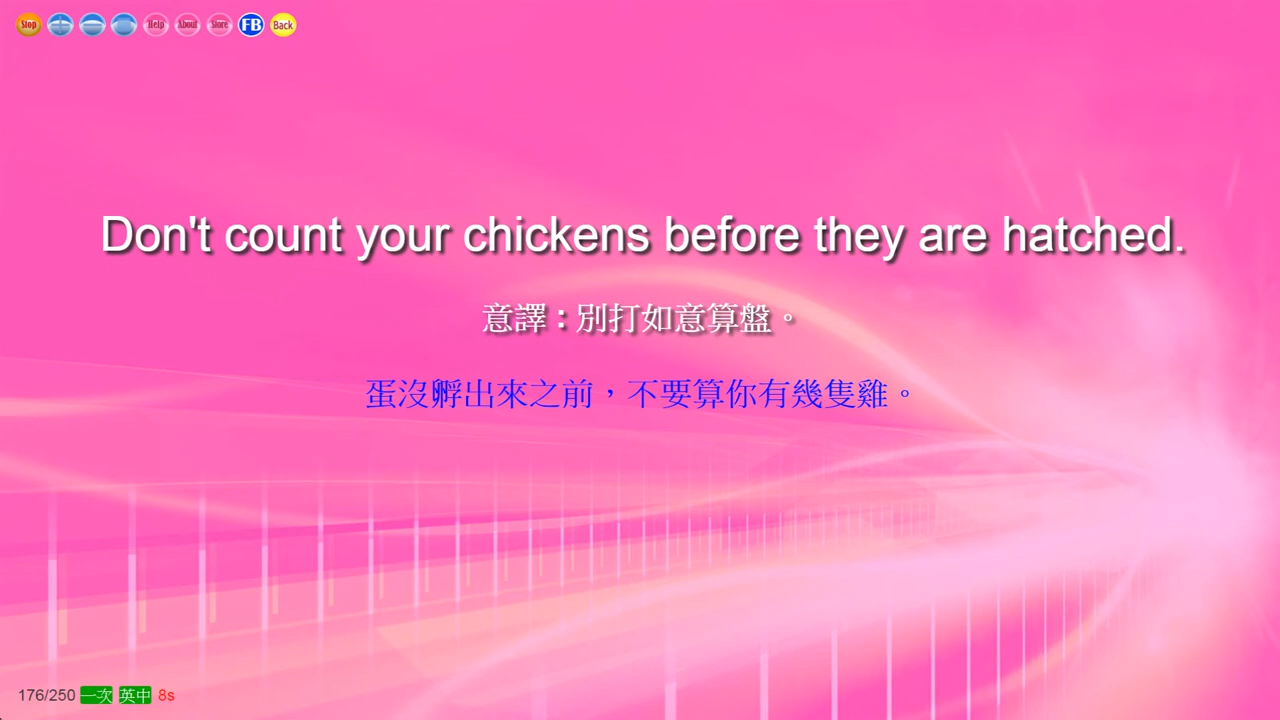 Stop Help About Store FB Back
Don't count your chickens before they are hatched.
意譯：別打如意算盤。
蛋沒孵出來之前，不要算你有幾隻雞。
176/250 一次 英中 8s